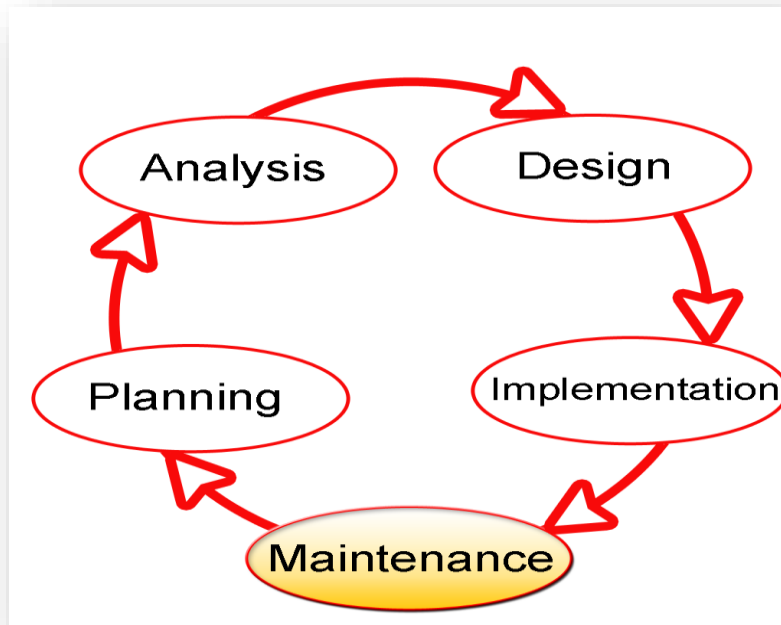 Analysis
Design
Planning
Implementation
Maintenance